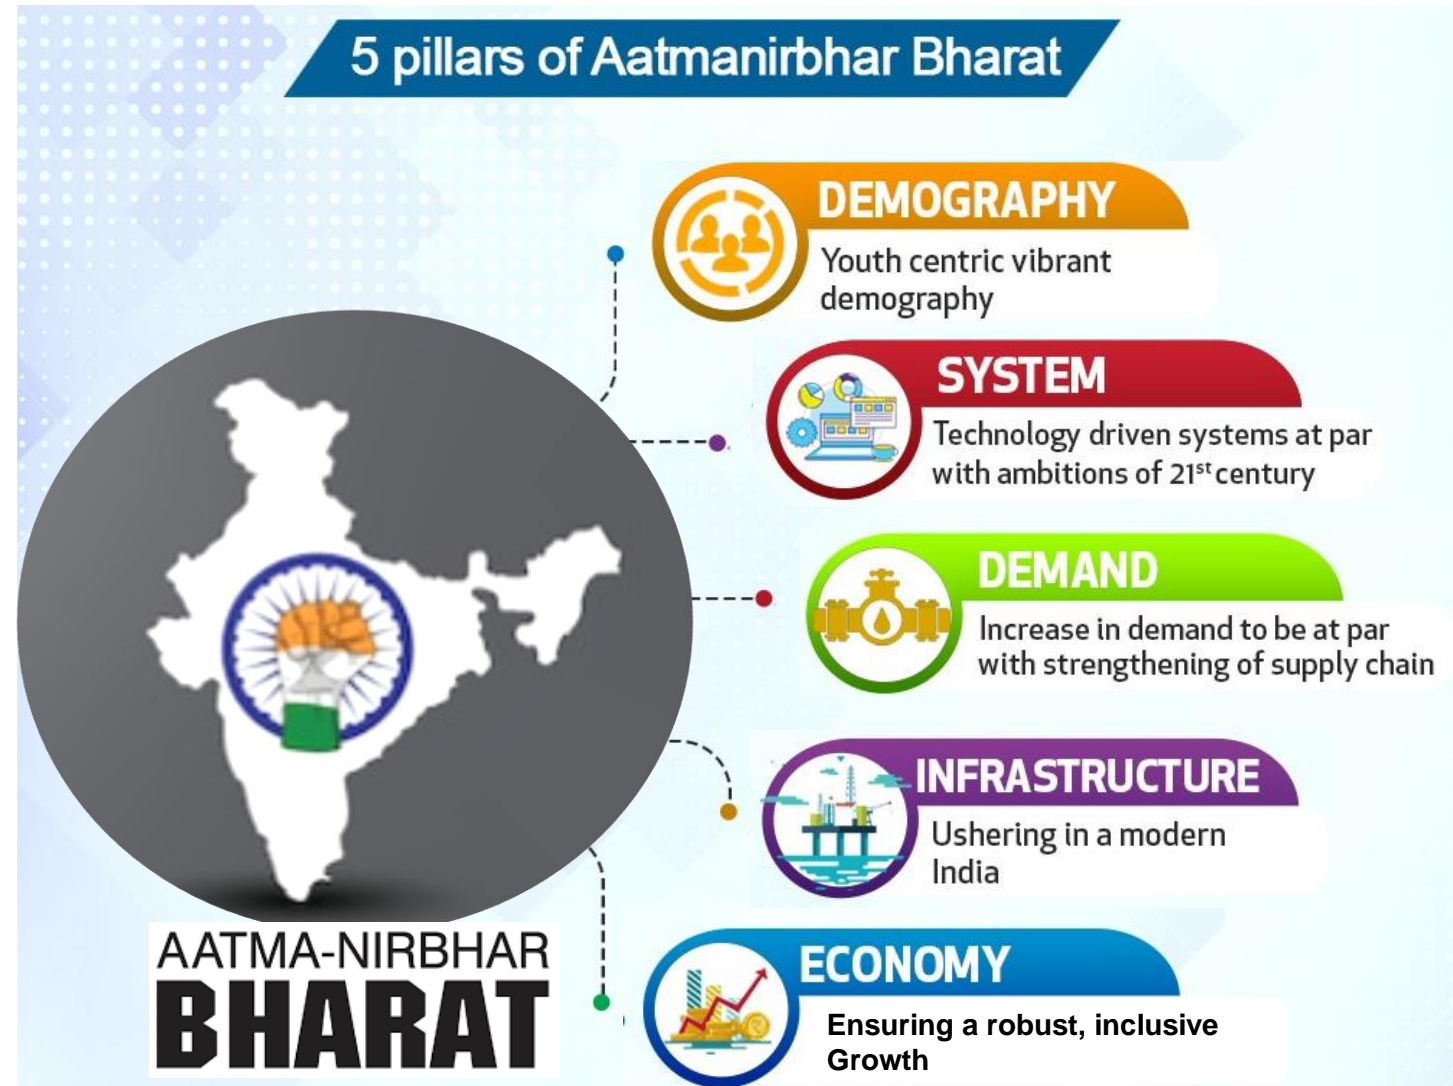 5 pillars of Aatmanirbhar Bharat
DEMOGRAPHY
Youth centric vibrant
demography
SYSTEM
Technology driven systems at par
with ambitions of 21st century
DEMAND
Increase in demand to be at par
with strengthening of supply chain
INFRASTRUCTURE
Ushering in a modern
India
ECONOMY
Ensuring a robust, inclusive
Growth
AATMA-NIRBHAR
BHARAT